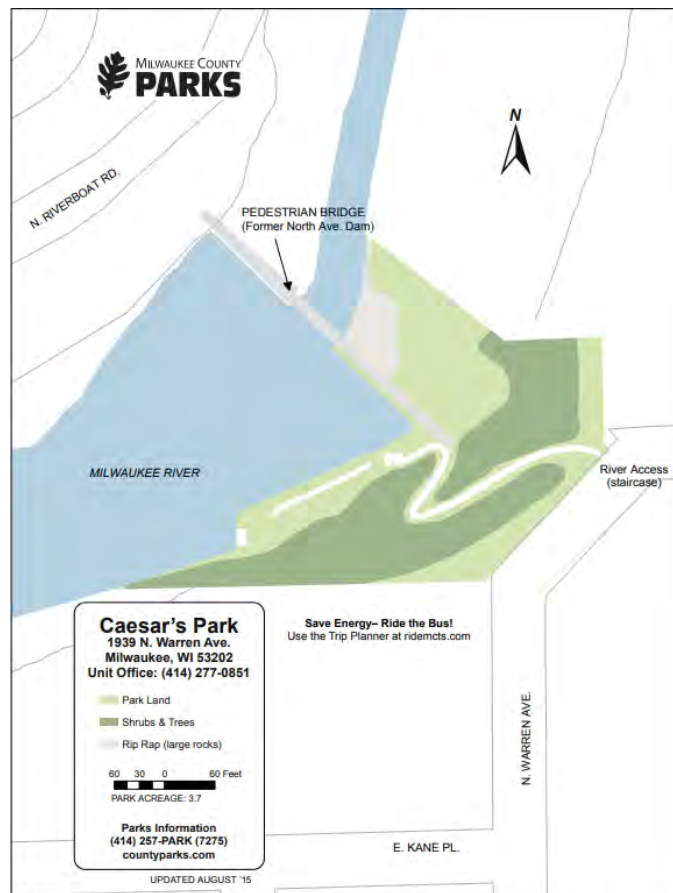 MILWAUKEE COUNTY
PARKS
N
N. RIVERBOAT RD.
PEDESTRIAN BRIDGE
(Former North Ave. Dam)
MILWAUKEE RIVER
River Access
(staircase)
Caesar's Park
1939 N. Warren Ave.
Milwaukee, WI 53202
Unit Office: (414) 277-0851
Park Land
Shrubs & Trees
Rip Rap (large rocks)
60 30 0 60 Feet
PARK ACREAGE: 3.7
Parks Information
(414) 257-PARK (7275)
countyparks.com
UPDATED AUGUST '15
Save Energy– Ride the Bus!
Use the Trip Planner at ridemcts.com
N. WARREN AVE.
E. KANE PL.